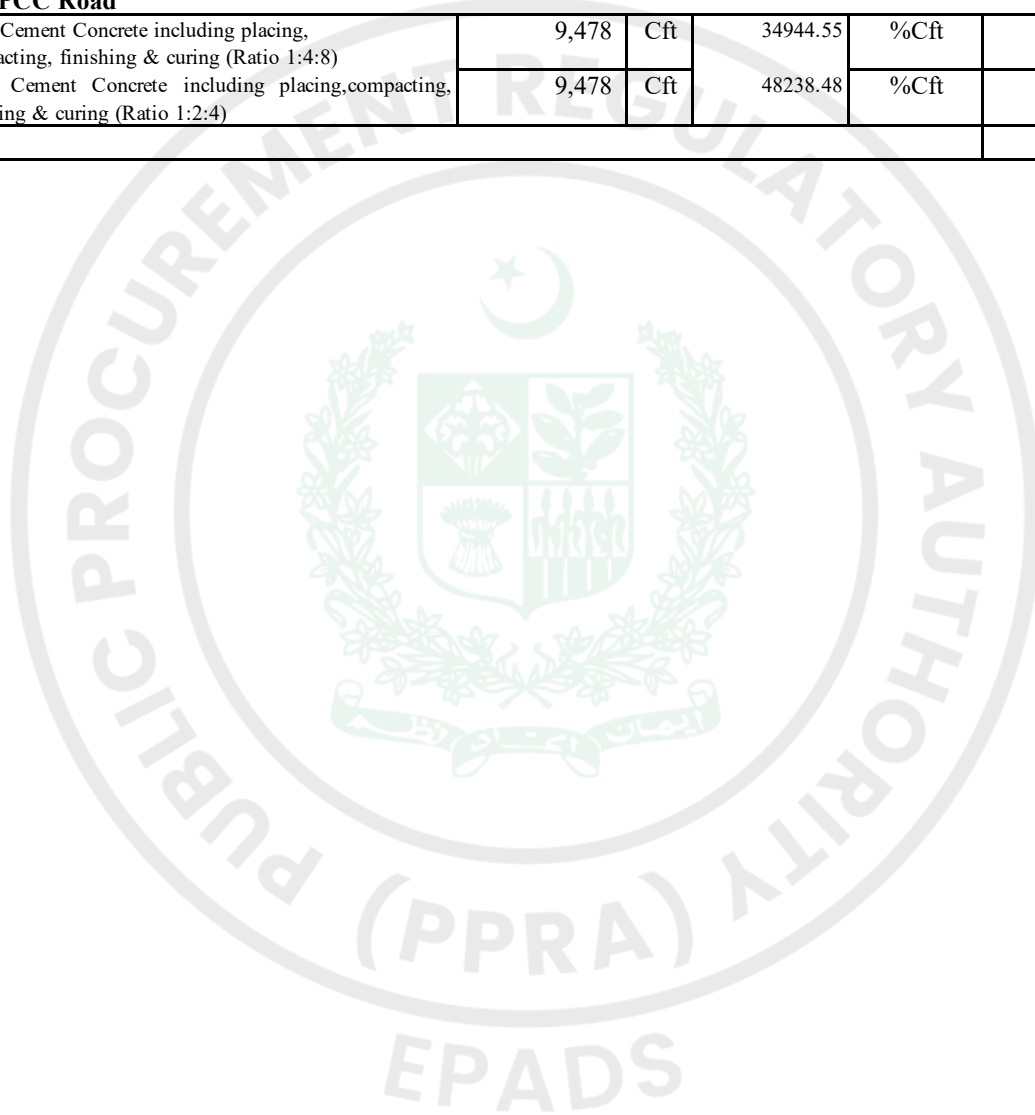 PCC Road
Cement Concrete including placing, 9,478 Cft 34944.55 %Cft
acting, finishing & curing (Ratio 1:4:8)
Cement Concrete including placing,compacting, 9,478 Cft 48238.48 %Cft
ing & curing (Ratio 1:2:4)
PUBLIC PROCUREMENT REGULATORY AUTHORITY
(PPRA)
EPADS